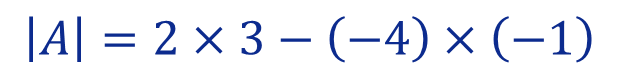 |A| = 2 × 3 − (−4) × (−1)